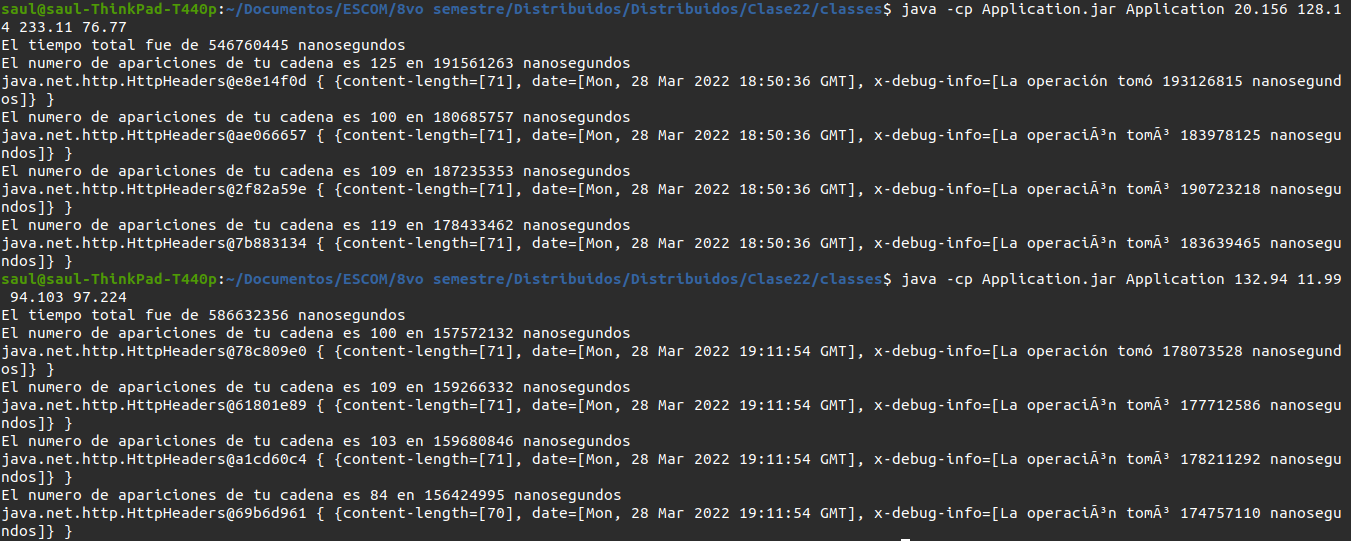 saul@saul-ThinkPad-T440p:~/Documentos/ESCOM/8vo semestre/Distribuidos/Distribuidos/Clase22/classes$ java -cp Application.jar Application 20.156 128.1
4 233.11 76.77
El tiempo total fue de 546760445 nanosegundos
El numero de apariciones de tu cadena es 125 en 191561263 nanosegundos
java.net.http.HttpHeaders@e8e14f0d { {content-length=[71], date=[Mon, 28 Mar 2022 18:50:36 GMT], x-debug-info=[La operación tomó 193126815 nanosegund
os]} }
El numero de apariciones de tu cadena es 100 en 180685757 nanosegundos
java.net.http.HttpHeaders@ae066657 { {content-length=[71], date=[Mon, 28 Mar 2022 18:50:36 GMT], x-debug-info=[La operaciÃ³n tomÃ³ 183978125 nanosegu
ndos]} }
El numero de apariciones de tu cadena es 109 en 187235353 nanosegundos
java.net.http.HttpHeaders@2f82a59e { {content-length=[71], date=[Mon, 28 Mar 2022 18:50:36 GMT], x-debug-info=[La operaciÃ³n tomÃ³ 190723218 nanosegu
ndos]} }
El numero de apariciones de tu cadena es 119 en 178433462 nanosegundos
java.net.http.HttpHeaders@7b883134 { {content-length=[71], date=[Mon, 28 Mar 2022 18:50:36 GMT], x-debug-info=[La operaciÃ³n tomÃ³ 183639465 nanosegu
ndos]} }
saul@saul-ThinkPad-T440p:~/Documentos/ESCOM/8vo semestre/Distribuidos/Distribuidos/Clase22/classes$ java -cp Application.jar Application 132.94 11.99
 94.103 97.224
El tiempo total fue de 586632356 nanosegundos
El numero de apariciones de tu cadena es 100 en 157572132 nanosegundos
java.net.http.HttpHeaders@78c809e0 { {content-length=[71], date=[Mon, 28 Mar 2022 19:11:54 GMT], x-debug-info=[La operación tomó 178073528 nanosegund
os]} }
El numero de apariciones de tu cadena es 109 en 159266332 nanosegundos
java.net.http.HttpHeaders@61801e89 { {content-length=[71], date=[Mon, 28 Mar 2022 19:11:54 GMT], x-debug-info=[La operaciÃ³n tomÃ³ 177712586 nanosegu
ndos]} }
El numero de apariciones de tu cadena es 103 en 159680846 nanosegundos
java.net.http.HttpHeaders@a1cd60c4 { {content-length=[71], date=[Mon, 28 Mar 2022 19:11:54 GMT], x-debug-info=[La operaciÃ³n tomÃ³ 178211292 nanosegu
ndos]} }
El numero de apariciones de tu cadena es 84 en 156424995 nanosegundos
java.net.http.HttpHeaders@69b6d961 { {content-length=[70], date=[Mon, 28 Mar 2022 19:11:54 GMT], x-debug-info=[La operaciÃ³n tomÃ³ 174757110 nanosegu
ndos]} }